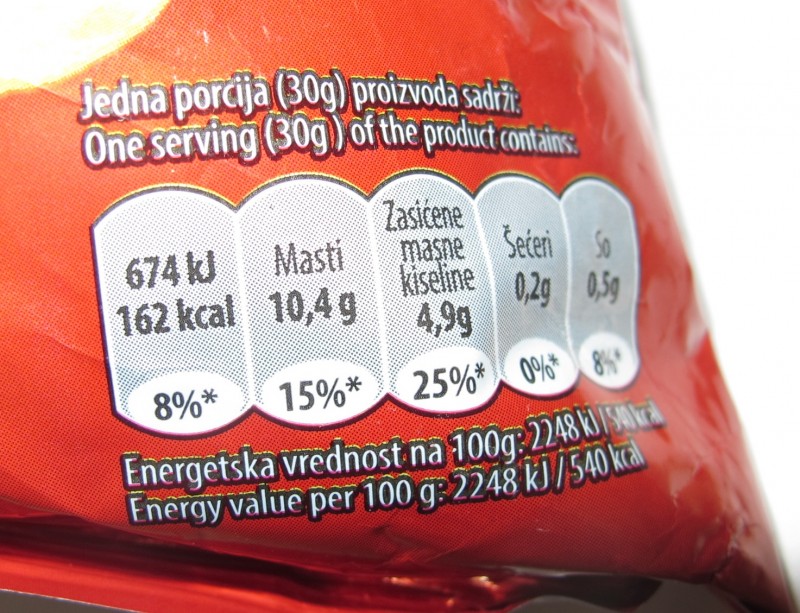 Jedna porcija (30g) proizvoda sadrži:
One serving (30g) of the product contains:
674 kJ
162 kcal
8%*
Masti
10,4 g
15%*
Zasićene
masne
kiseline
4,9g
25%*
Šećeri
0,2g
0%*
So
0,5g
8%*
Energetska vrednost na 100g: 2248 kJ / 540 kcal
Energy value per 100 g: 2248 kJ / 540 kcal